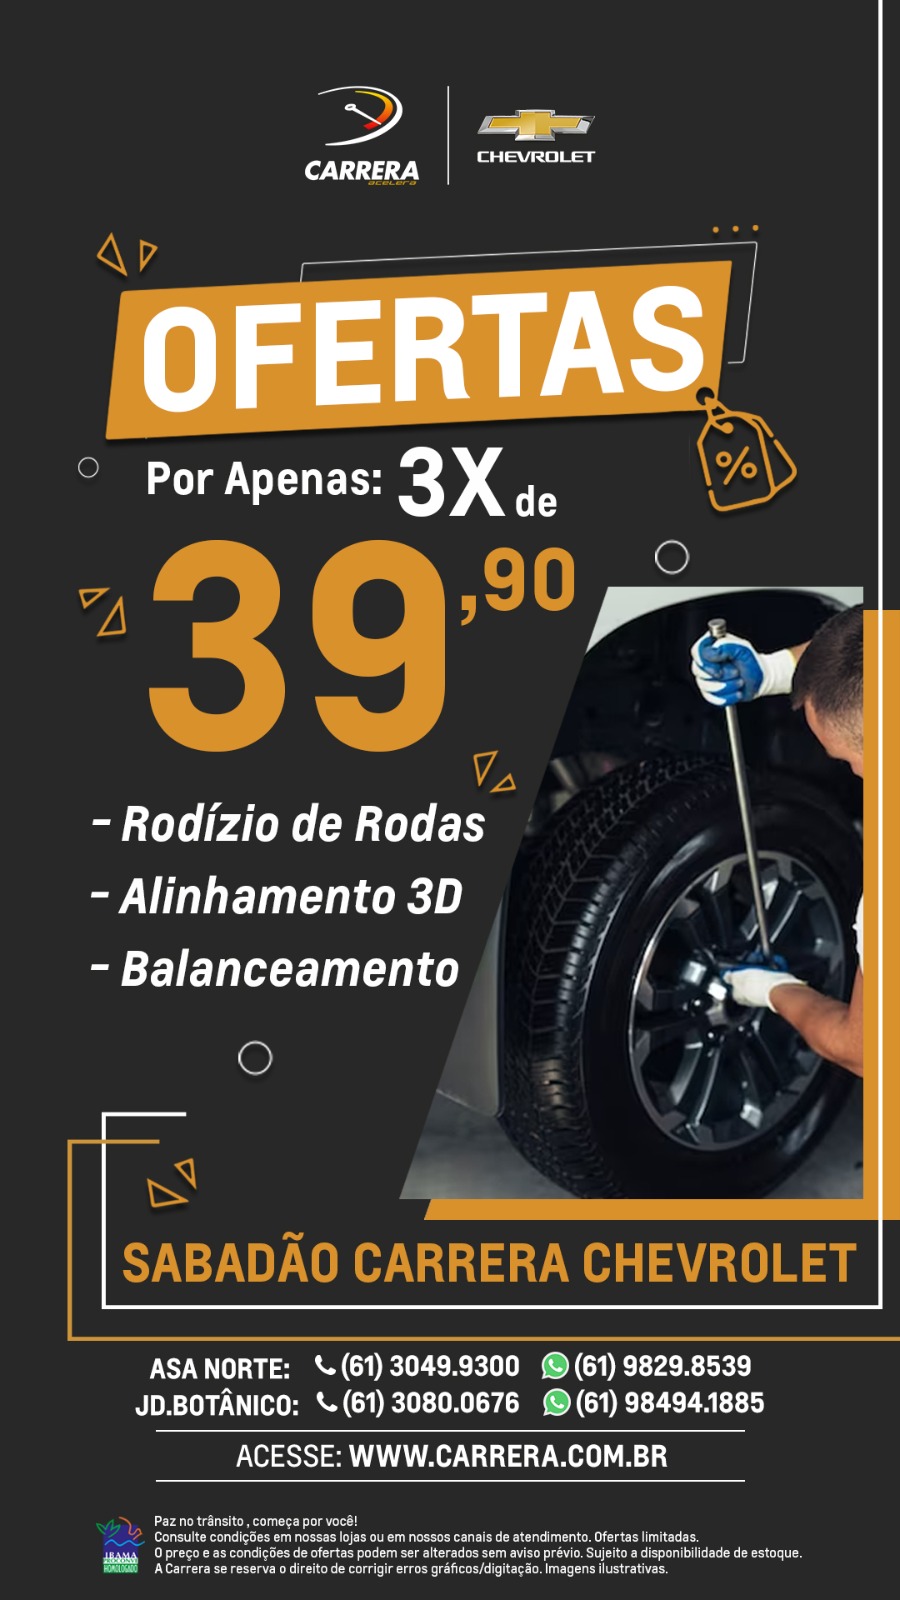 CARRERA
acelera
CHEVROLET
OFERTAS
Por Apenas: 3X de
39,90
- Rodízio de Rodas
- Alinhamento 3D
- Balanceamento
SABADÃO CARRERA CHEVROLET
ASA NORTE: (61) 3049.9300 (61) 9829.8539
JD.BOTÂNICO: (61) 3080.0676 (61) 98494.1885
ACESSE: WWW.CARRERA.COM.BR
Paz no trânsito , começa por você!
Consulte condições em nossas lojas ou em nossos canais de atendimento. Ofertas limitadas.
O preço e as condições de ofertas podem ser alterados sem aviso prévio. Sujeito a disponibilidade de estoque.
A Carrera se reserva o direito de corrigir erros gráficos/digitação. Imagens ilustrativas.
IBAMA
HOMOLOGADO